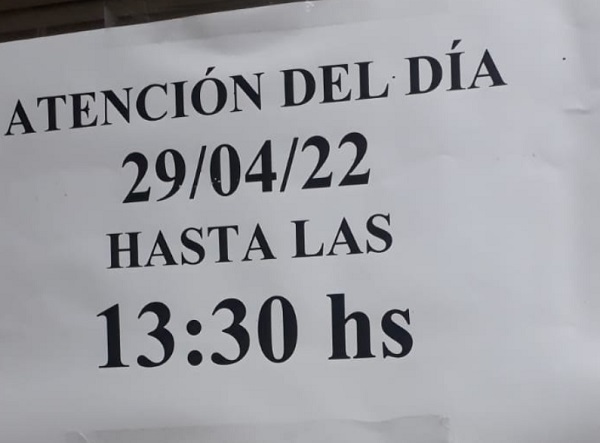 ATENCIÓN DEL DÍA
29/04/22
HASTA LAS
13:30 hs